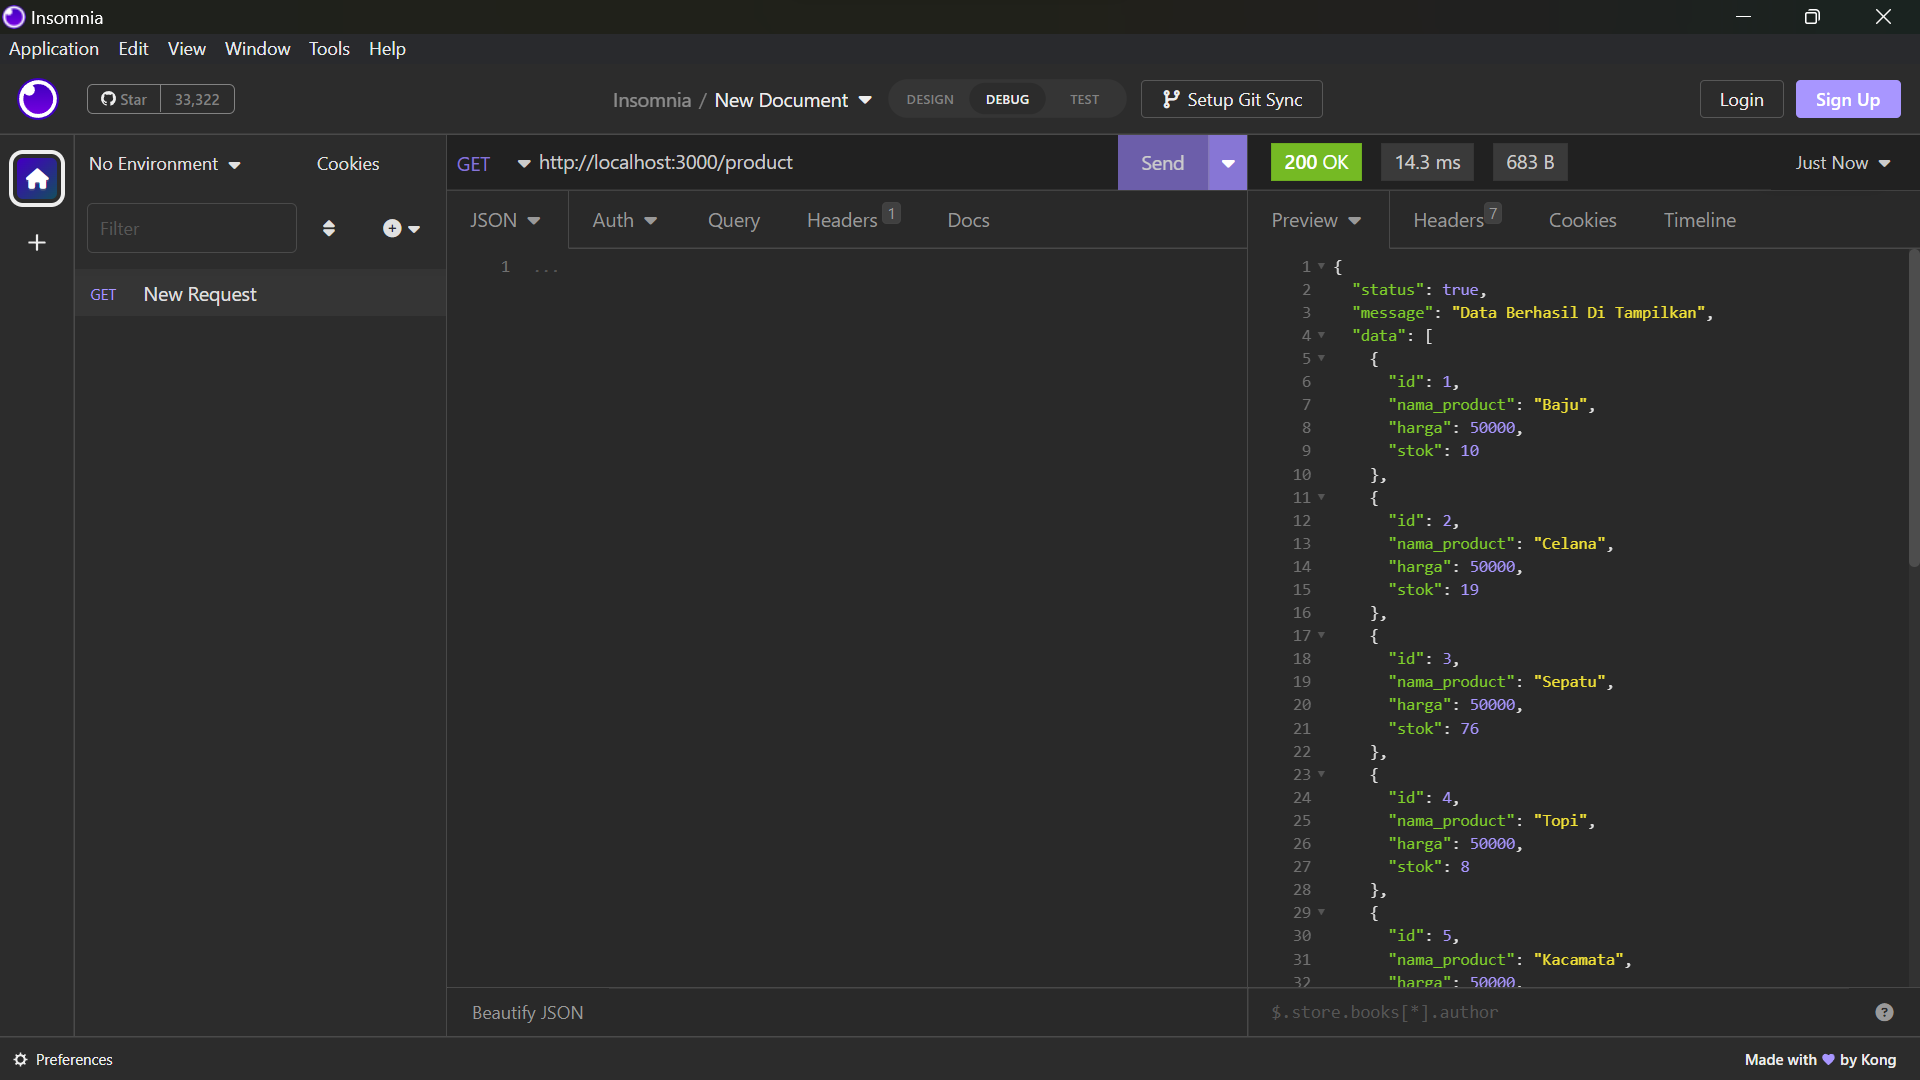 Insomnia
Application Edit View Window Tools Help
Star 33,322
Insomnia / New Document
DESIGN DEBUG TEST
Setup Git Sync
Login
Sign Up
No Environment
Cookies
Filter
GET New Request
GET http://localhost:3000/product
Send
200 OK 14.3 ms 683 B
Just Now
JSON Auth Query Headers 1 Docs
1 ...
Beautify JSON
Preview Headers 7 Cookies Timeline
1 {
2 "status": true,
3 "message": "Data Berhasil Di Tampilkan",
4 "data": [
5 {
6 "id": 1,
7 "nama_product": "Baju",
8 "harga": 50000,
9 "stok": 10
10 },
11 {
12 "id": 2,
13 "nama_product": "Celana",
14 "harga": 50000,
15 "stok": 19
16 },
17 {
18 "id": 3,
19 "nama_product": "Sepatu",
20 "harga": 50000,
21 "stok": 76
22 },
23 {
24 "id": 4,
25 "nama_product": "Topi",
26 "harga": 50000,
27 "stok": 8
28 },
29 {
30 "id": 5,
31 "nama_product": "Kacamata",
32 "harga": 50000,
$.store.books[*].author
?
Preferences
Made with 💜 by Kong